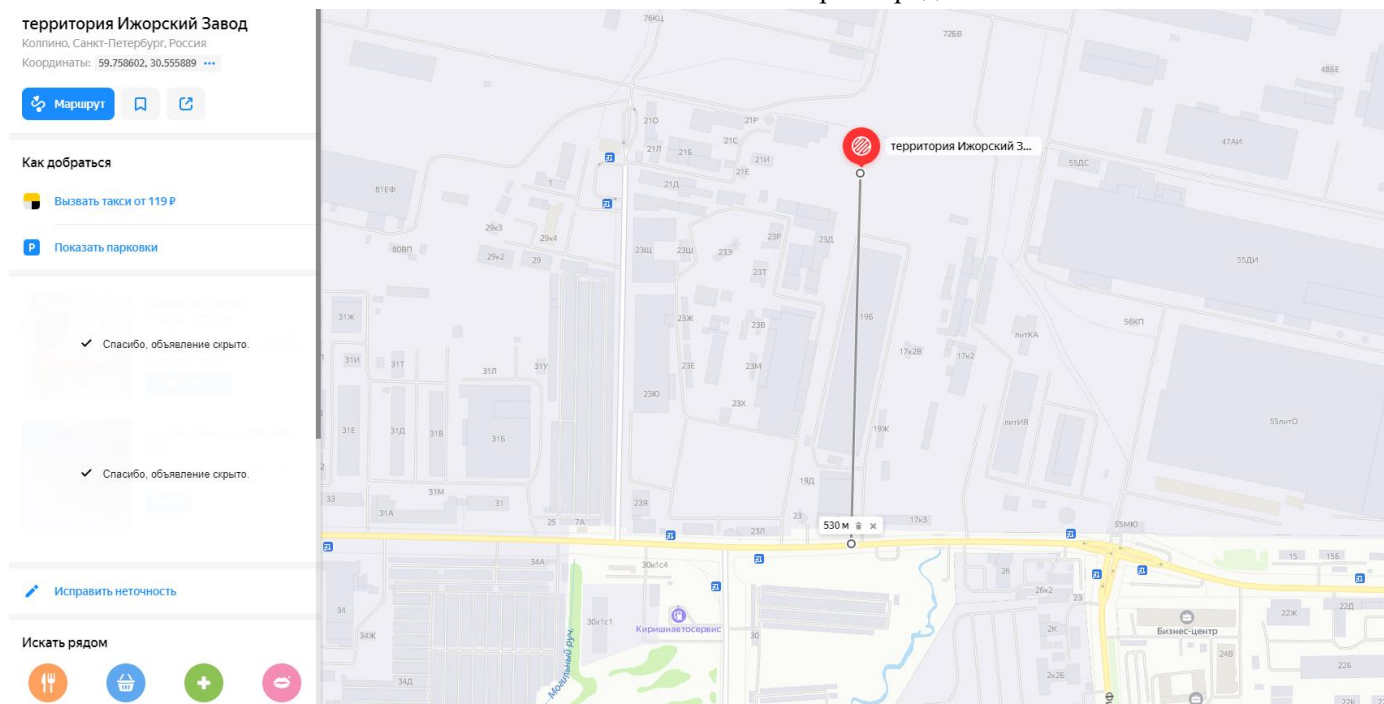 территория Ижорский Завод
Колпино, Санкт-Петербург, Россия
Координаты: 59.758602, 30.555889 •••
Маршрут
Как добраться
Вызвать такси от 119 ₽
P Показать парковки
✓ Спасибо, объявление скрыто.
✓ Спасибо, объявление скрыто.
Исправить неточность
Искать рядом
76КЦ
72БВ
48БЕ
21О
21Р
21С
21Л
21Б
21И
21Е
21Д
территория Ижорский З...
47АИ
55ДС
81ЕФ
1
29к3
29к4
80ВП
29к2
29
23Щ
23Ш
23Э
23Р
23Д
23Т
55ДИ
31Ж
23Ж
23В
19Б
56КП
литКА
31И
31Т
31Л
31У
23Е
23М
17к2В
17к2
23Ю
23Х
31Е
31Д
31В
31Б
19Ж
литИЯ
55литО
19Д
33
31А
31М
31
25
7А
23Я
23Л
23
530 м
17к3
55МЮ
34А
30к1с4
26
26к2
23
15
15Б
34
34Ж
30к1с1
Киришиавтосервис
30
2К
Бизнес-центр
22Ж
22Д
24В
22Б
34Д
Могильный руч.
2к2Б
22К